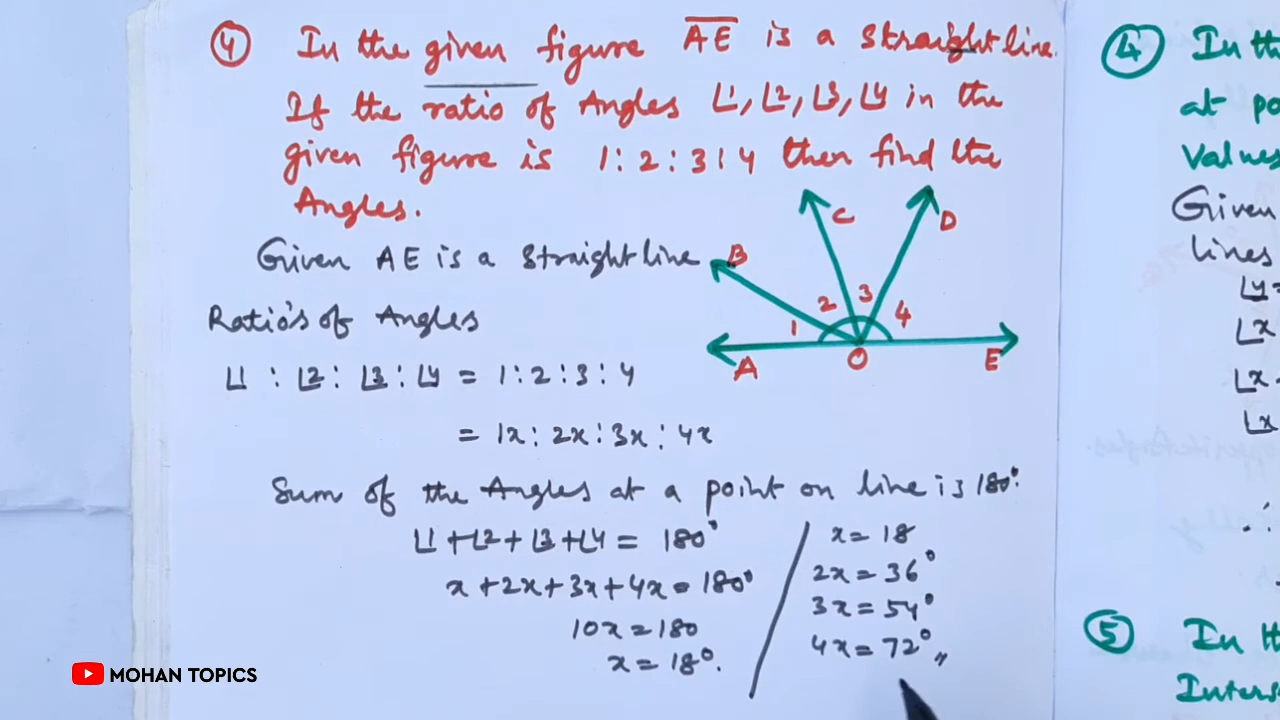 4 In the given figure AE is a straight line.
If the ratio of Angles ∠1, ∠2, ∠3, ∠4 in the
given figure is 1:2:3:4 then find the
Angles.
Given AE is a straight line
Ratio's of Angles
∠1 : ∠2 : ∠3 : ∠4 = 1:2:3:4
= 1x : 2x : 3x : 4x
B
C
D
1
2
3
4
A
O
E
Sum of the Angles at a point on line is 180°.
∠1+∠2+∠3+∠4 = 180°
x+2x+3x+4x = 180°
10x = 180
x = 18°.
x = 18
2x = 36°
3x = 54°
4x = 72°
MOHAN TOPICS
4 In th
at po
Values
Given
lines
∠y=
∠x
∠x
∠x
∴
5 In th
Inters